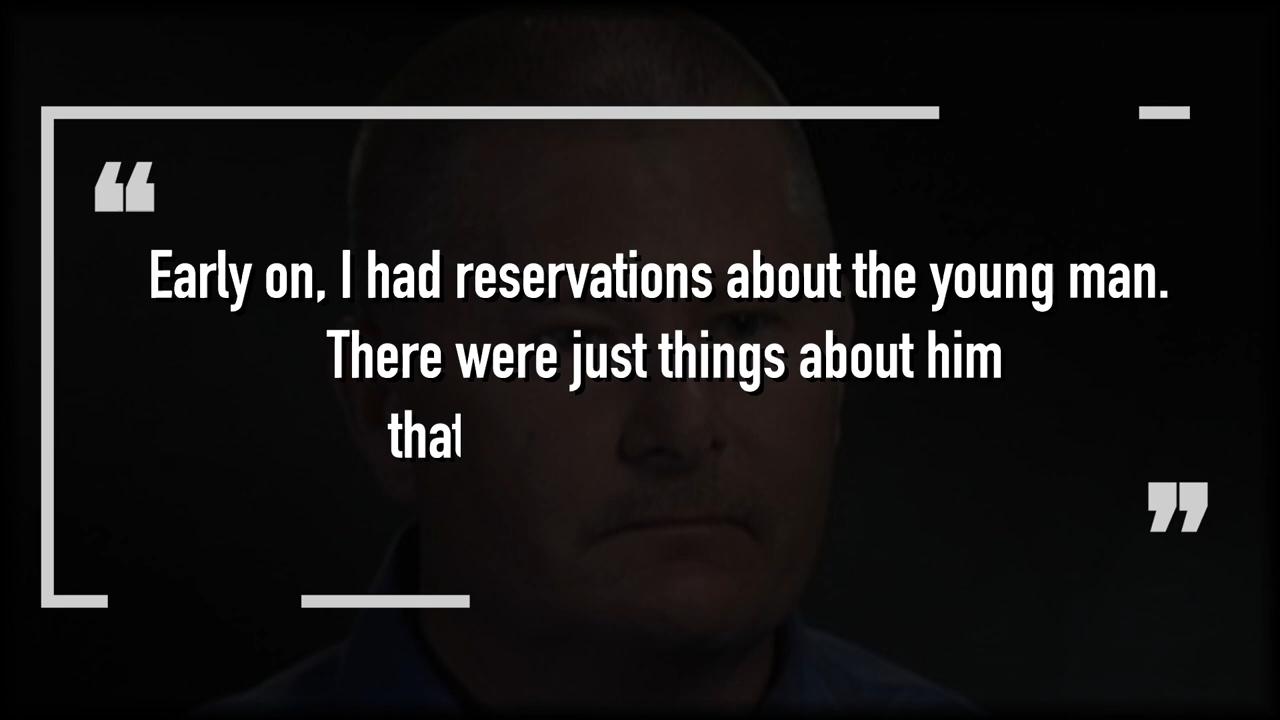 “
Early on, I had reservations about the young man.
There were just things about him
that
”